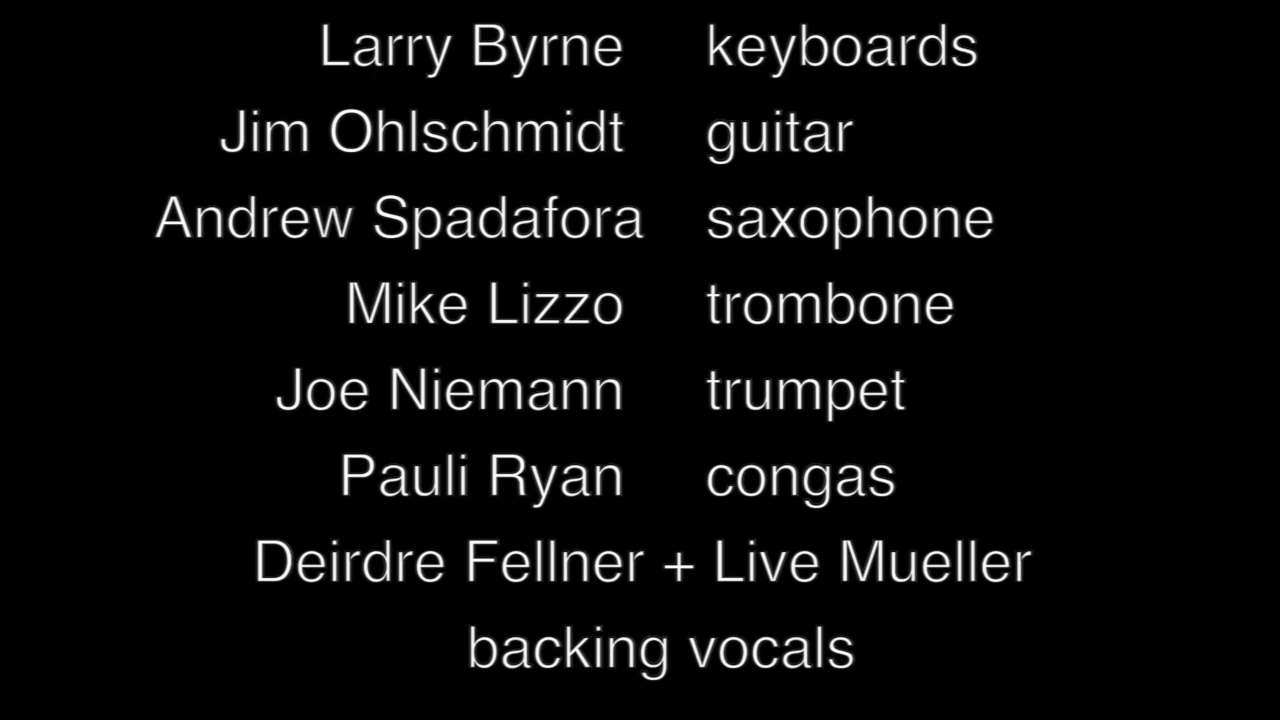 Larry Byrne keyboards
Jim Ohlschmidt guitar
Andrew Spadafora saxophone
Mike Lizzo trombone
Joe Niemann trumpet
Pauli Ryan congas
Deirdre Fellner + Live Mueller
backing vocals